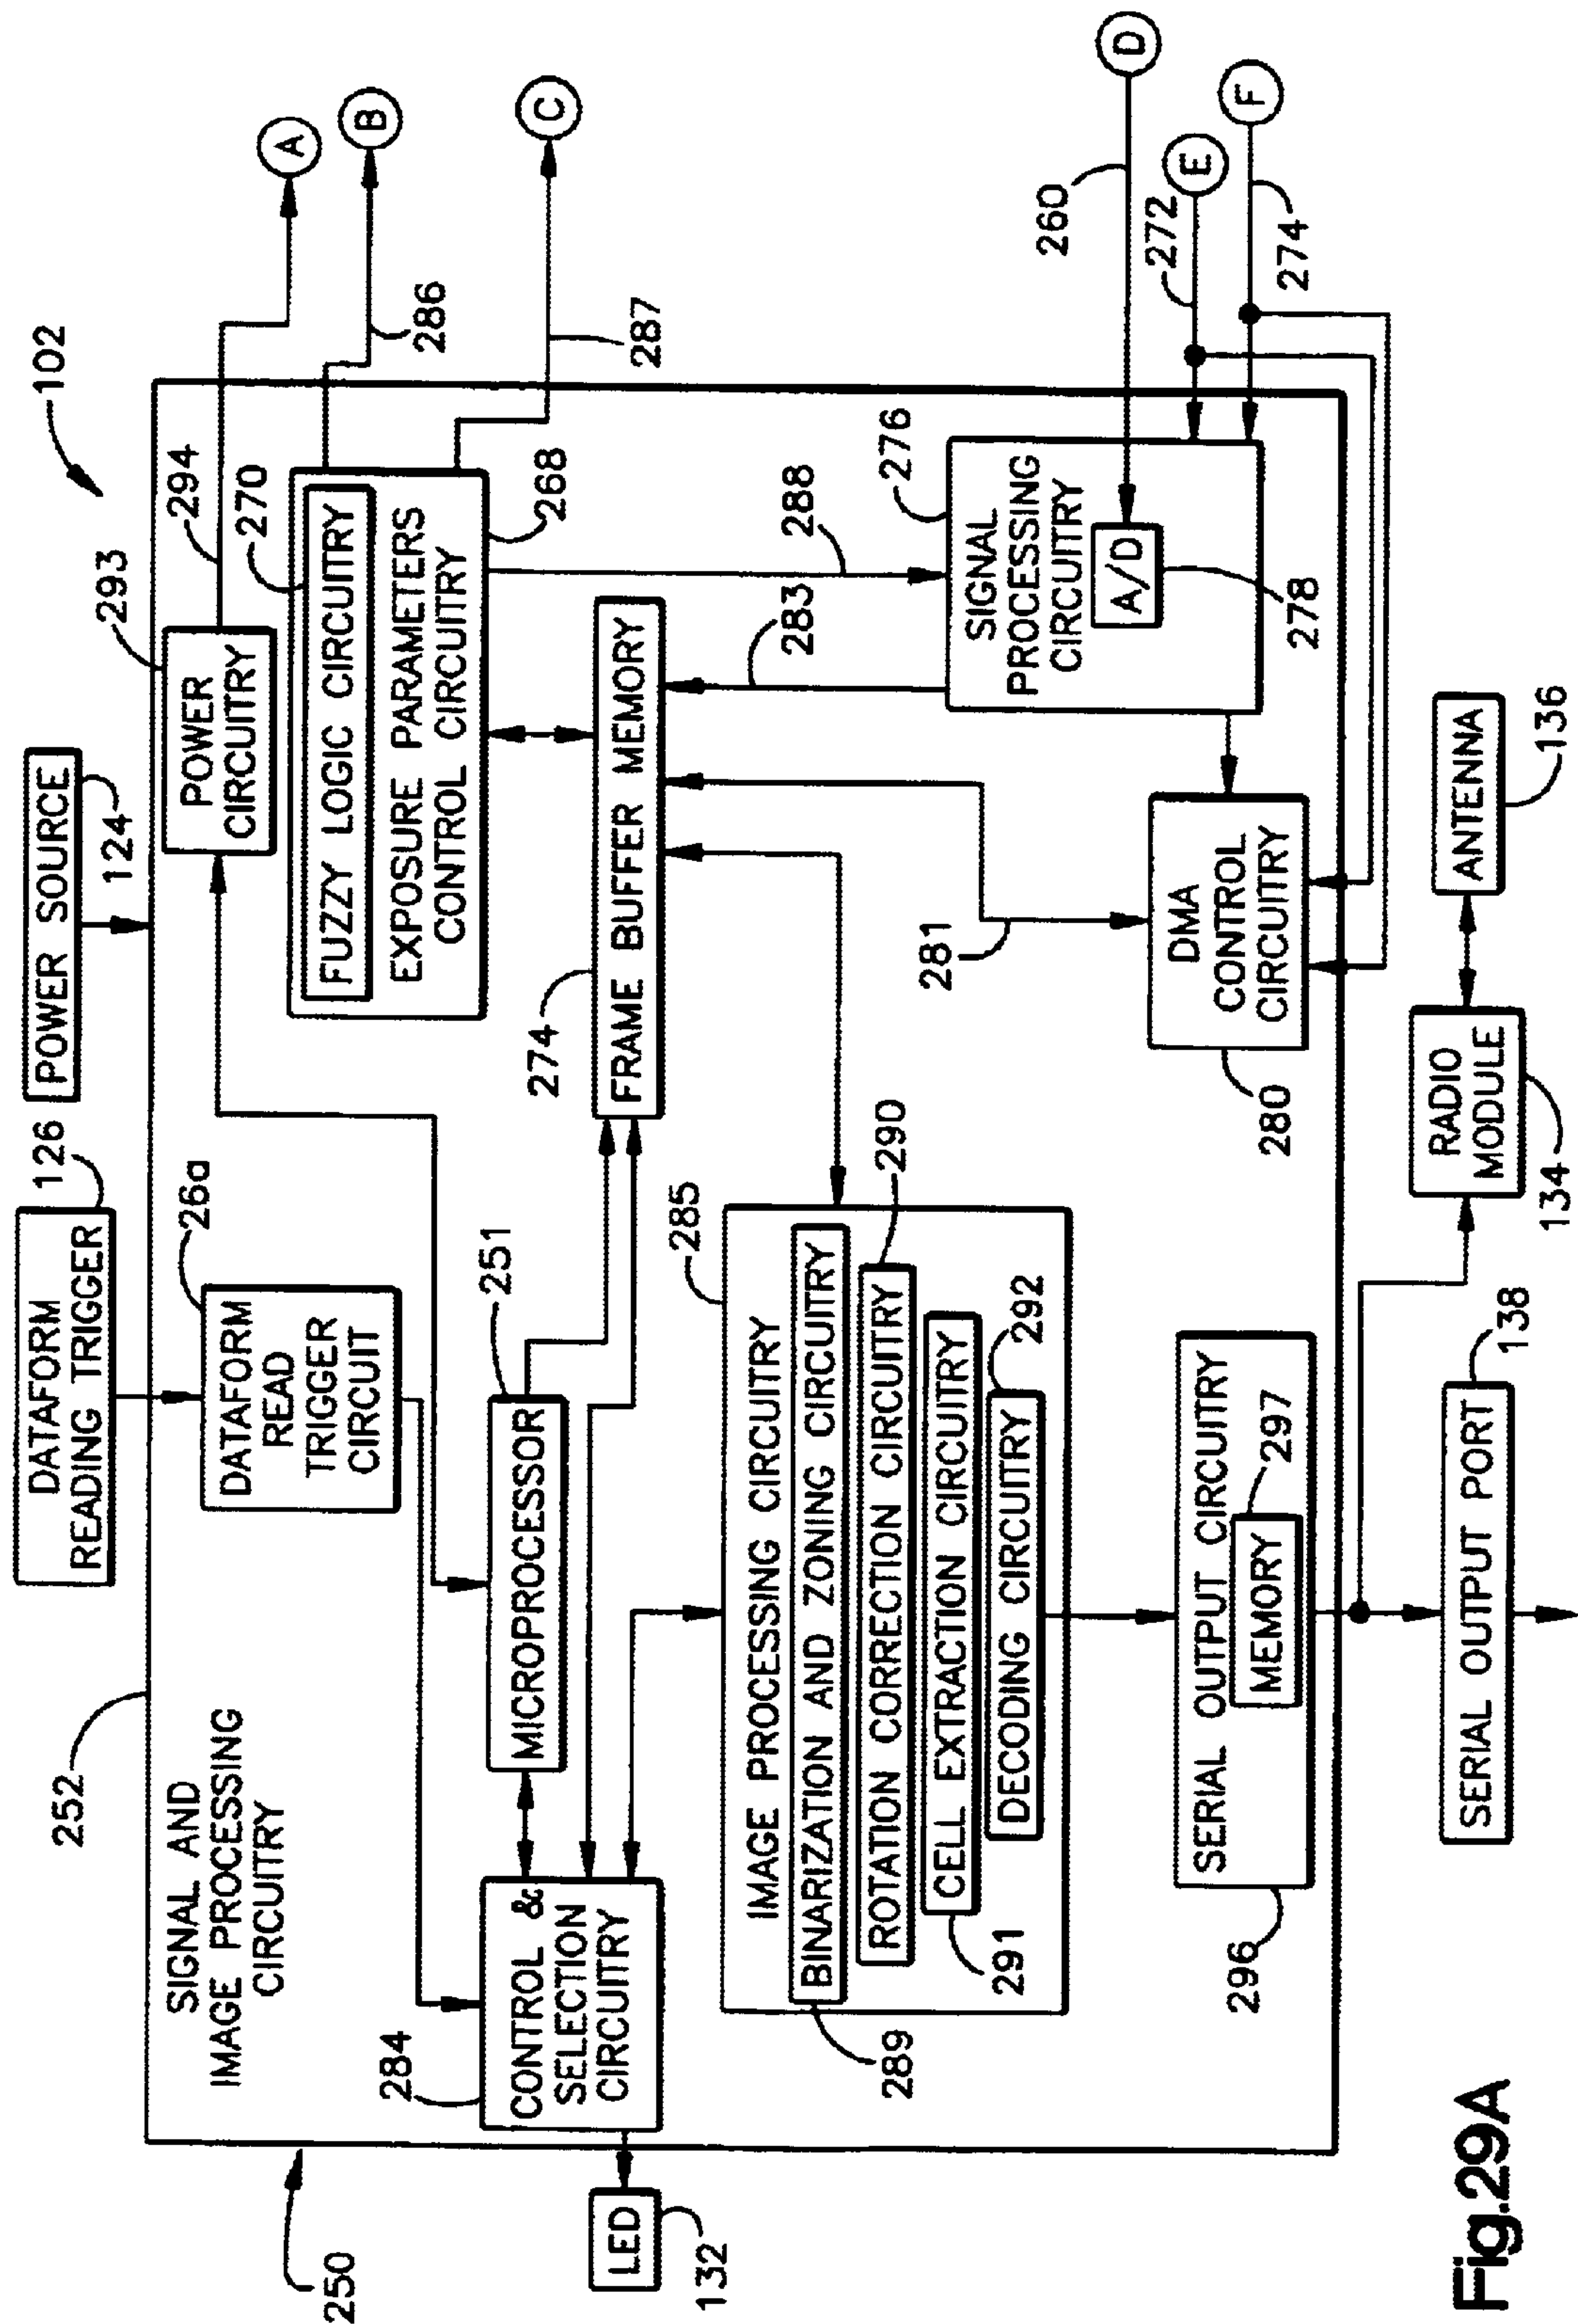 102
250
252
SIGNAL AND
IMAGE PROCESSING
CIRCUITRY
DATAFORM
READING TRIGGER
126
POWER SOURCE
124
DATAFORM
READ
TRIGGER
CIRCUIT
26a
POWER
CIRCUITRY
293
294
A
FUZZY LOGIC CIRCUITRY
270
EXPOSURE PARAMETERS
CONTROL CIRCUITRY
268
286
B
287
C
LED
132
CONTROL &
SELECTION
CIRCUITRY
284
MICROPROCESSOR
251
FRAME BUFFER MEMORY
274
283
288
281
IMAGE PROCESSING CIRCUITRY
285
BINARIZATION AND ZONING CIRCUITRY
289
ROTATION CORRECTION CIRCUITRY
290
CELL EXTRACTION CIRCUITRY
291
DECODING CIRCUITRY
292
SIGNAL
PROCESSING
CIRCUITRY
276
A/D
278
260
D
272
E
274
F
DMA
CONTROL
CIRCUITRY
280
SERIAL OUTPUT CIRCUITRY
296
MEMORY
297
SERIAL OUTPUT PORT
138
RADIO
MODULE
134
ANTENNA
136
Fig.29A